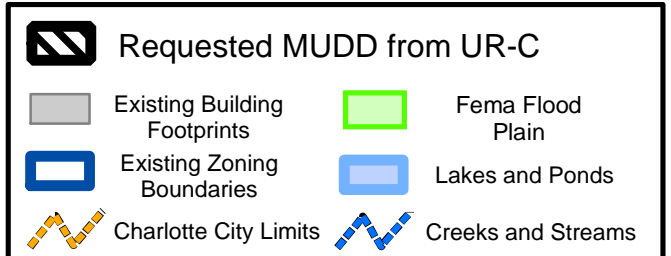 Requested MUDD from UR-C
Existing Building
Footprints
Fema Flood
Plain
Existing Zoning
Boundaries
Lakes and Ponds
Charlotte City Limits
Creeks and Streams